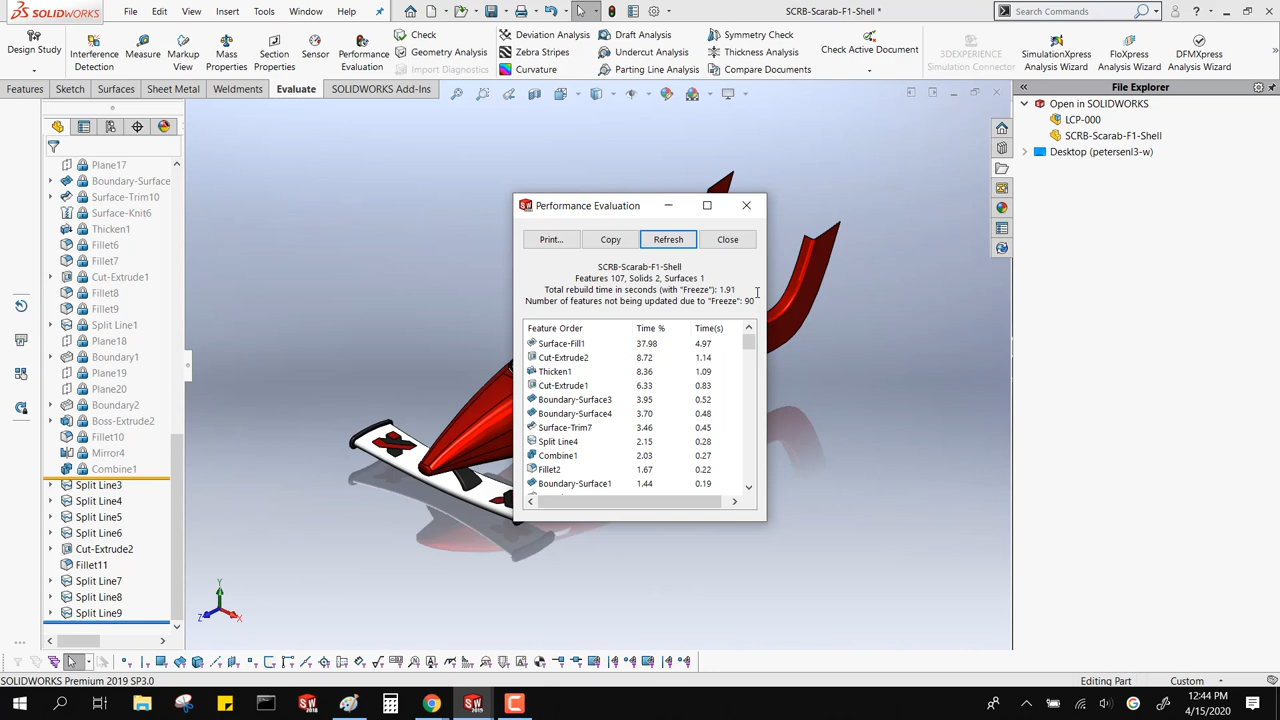 SOLIDWORKS
File
Edit
View
Insert
Tools
Window
Help
SCRB-Scarab-F1-Shell *
Search Commands
Design Study
Interference Detection
Measure
Markup View
Mass Properties
Section Properties
Sensor
Performance Evaluation
Check
Geometry Analysis
Import Diagnostics
Deviation Analysis
Zebra Stripes
Curvature
Draft Analysis
Undercut Analysis
Parting Line Analysis
Symmetry Check
Thickness Analysis
Compare Documents
Check Active Document
3DEXPERIENCE Simulation Connector
SimulationXpress Analysis Wizard
FloXpress Analysis Wizard
DFMXpress Analysis Wizard
Features
Sketch
Surfaces
Sheet Metal
Weldments
Evaluate
SOLIDWORKS Add-Ins
File Explorer
Open in SOLIDWORKS
LCP-000
SCRB-Scarab-F1-Shell
Desktop (petersenl3-w)
Plane17
Boundary-Surface
Surface-Trim10
Surface-Knit6
Thicken1
Fillet6
Fillet7
Cut-Extrude1
Fillet8
Fillet9
Split Line1
Plane18
Boundary1
Plane19
Plane20
Boundary2
Boss-Extrude2
Fillet10
Mirror4
Combine1
Split Line3
Split Line4
Split Line5
Split Line6
Cut-Extrude2
Fillet11
Split Line7
Split Line8
Split Line9
Performance Evaluation
Print...
Copy
Refresh
Close
SCRB-Scarab-F1-Shell
Features 107, Solids 2, Surfaces 1
Total rebuild time in seconds (with "Freeze"): 1.91
Number of features not being updated due to "Freeze": 90
Feature Order Time % Time(s)
Surface-Fill1 37.98 4.97
Cut-Extrude2 8.72 1.14
Thicken1 8.36 1.09
Cut-Extrude1 6.33 0.83
Boundary-Surface3 3.95 0.52
Boundary-Surface4 3.70 0.48
Surface-Trim7 3.46 0.45
Split Line4 2.15 0.28
Combine1 2.03 0.27
Fillet2 1.67 0.22
Boundary-Surface1 1.44 0.19
Y
Z
X
SOLIDWORKS Premium 2019 SP3.0
Editing Part
Custom
12:44 PM
4/15/2020